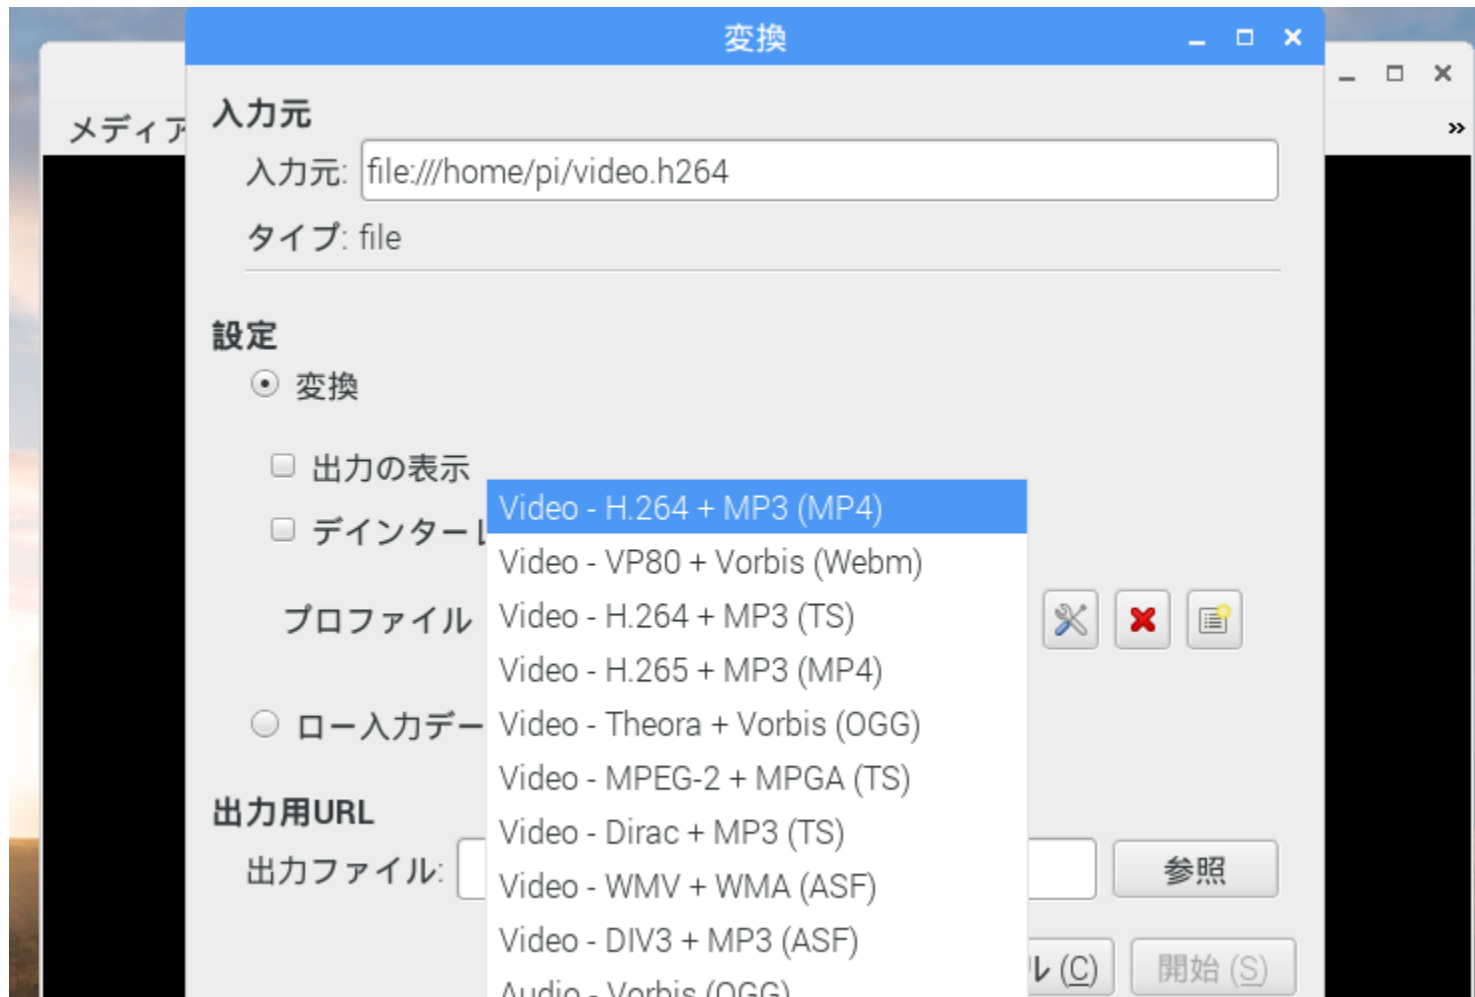 変換
メディア
»
入力元
入力元: file:///home/pi/video.h264
タイプ: file
設定
変換
出力の表示
デインター
プロファイル
Video - H.264 + MP3 (MP4)
Video - VP80 + Vorbis (Webm)
Video - H.264 + MP3 (TS)
Video - H.265 + MP3 (MP4)
Video - Theora + Vorbis (OGG)
Video - MPEG-2 + MPGA (TS)
Video - Dirac + MP3 (TS)
Video - WMV + WMA (ASF)
Video - DIV3 + MP3 (ASF)
Audio - Vorbis (OGG)
ロー入力デー
出力用URL
出力ファイル:
参照
ル (C)
開始 (S)